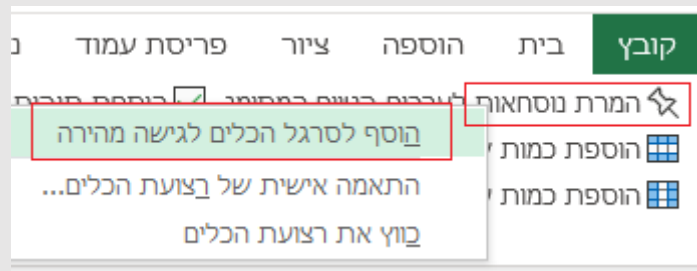 קובץ בית הוספה ציור פריסת עמוד
המרת נוסחאות לערכים
הוסף לסרגל הכלים לגישה מהירה
הוספת כמות
התאמה אישית של רצועת הכלים...
הוספת כמות
כווץ את רצועת הכלים